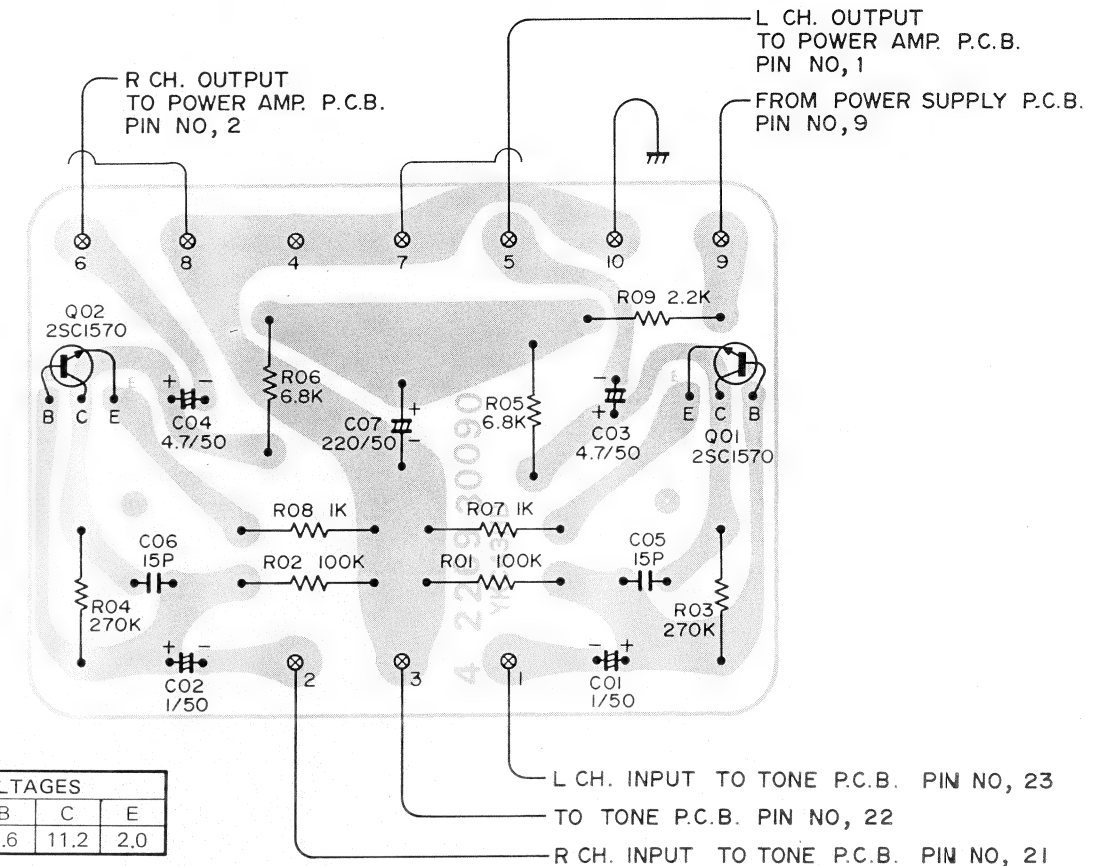 L CH. OUTPUT
TO POWER AMP. P.C.B.
PIN NO, 1
R CH. OUTPUT
TO POWER AMP. P.C.B.
PIN NO, 2
FROM POWER SUPPLY P.C.B.
PIN NO, 9
6 8 4 7 5 10 9
R09 2.2K
Q02
2SC1570
B C E
E
+ -
C04
4.7/50
R06
6.8K
C07
220/50
+
-
R05
6.8K
-
+
C03
4.7/50
E
E C B
Q01
2SC1570
R08 1K
R07 1K
C06
15P
R02 100K
R01 100K
C05
15P
R04
270K
R03
270K
4 2269 30090
+ -
C02
1/50
2
3
1
- +
C01
1/50
LTAGES
B C E
.6 11.2 2.0
L CH. INPUT TO TONE P.C.B. PIN NO, 23
TO TONE P.C.B. PIN NO, 22
R CH. INPUT TO TONE P.C.B. PIN NO, 21